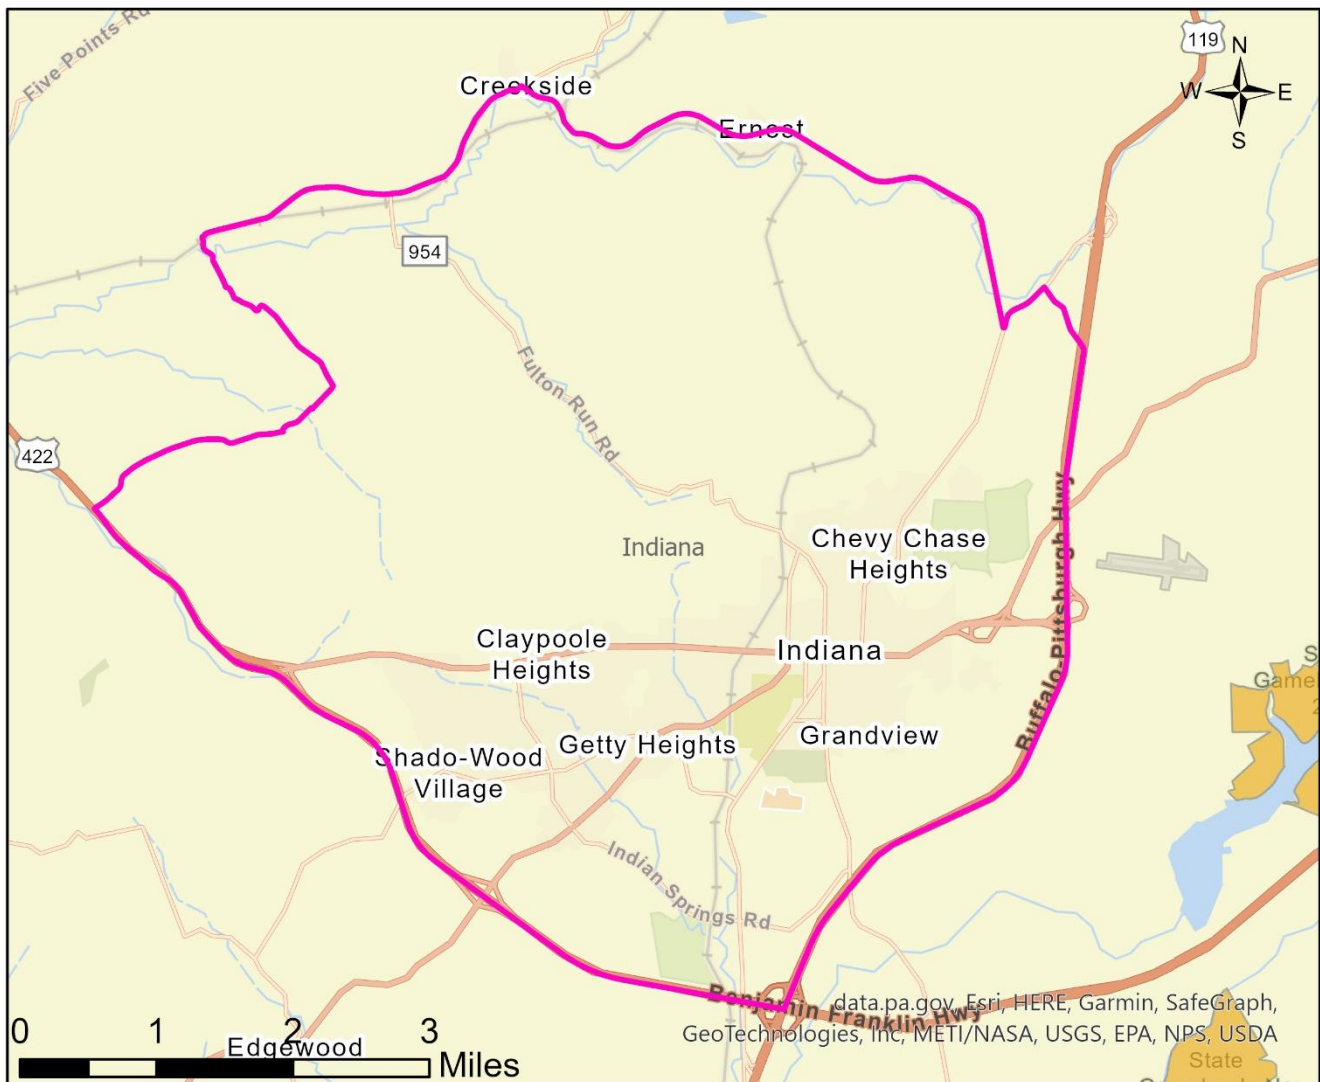 Five Points Rd
119
N
W E
S
Creekside
Ernest
954
Fulton Run Rd
422
Indiana
Chevy Chase
Heights
Buffalo-Pittsburgh Hwy
Claypoole
Heights
Indiana
Shado-Wood
Village
Getty Heights
Grandview
Indian Springs Rd
Benjamin Franklin Hwy
data.pa.gov, Esri, HERE, Garmin, SafeGraph,
GeoTechnologies, Inc, METI/NASA, USGS, EPA, NPS, USDA
0 1 2 3
Miles
Edgewood
State